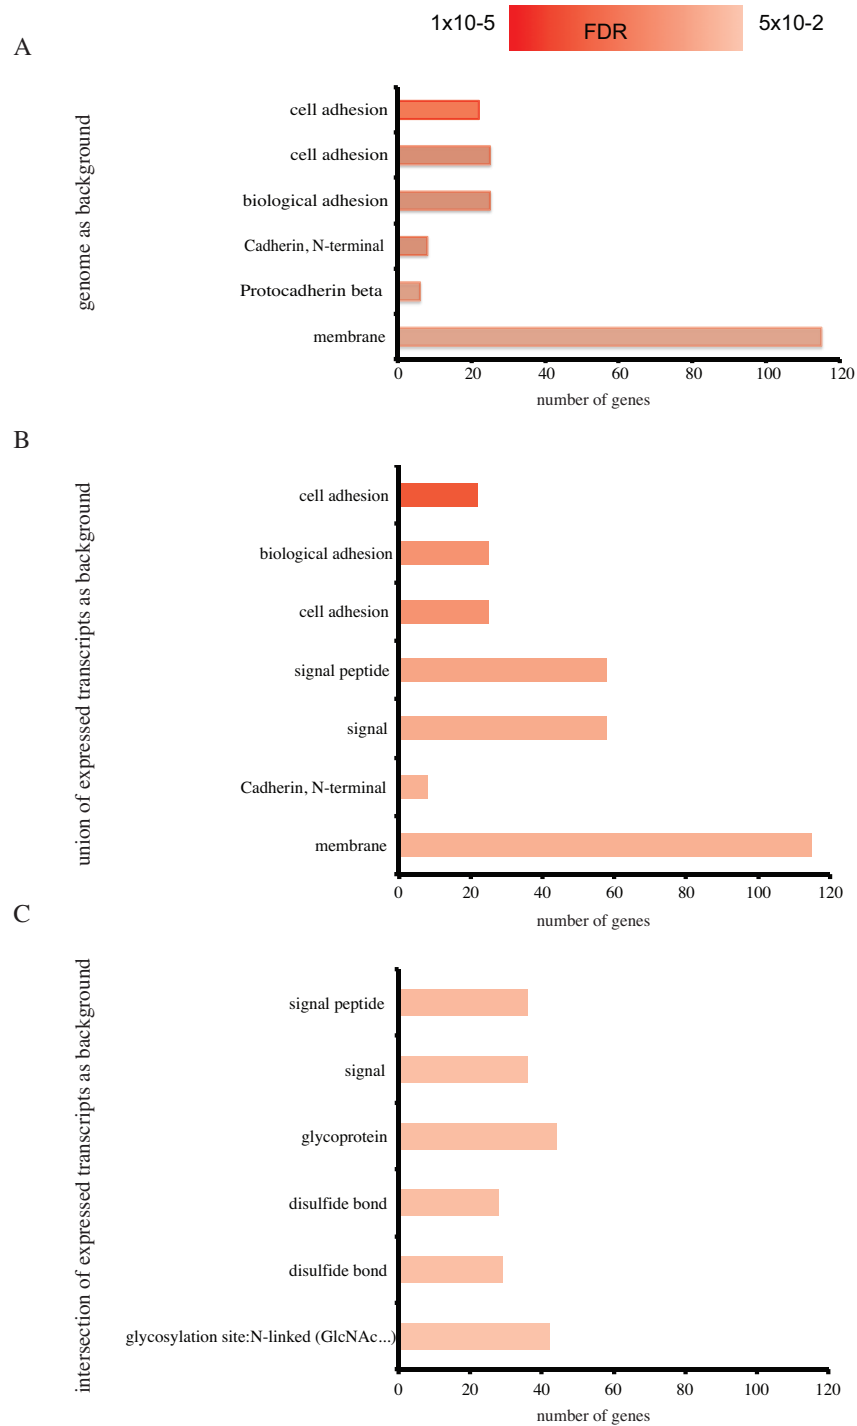 1x10-5 FDR 5x10-2
A
genome as background
cell adhesion
cell adhesion
biological adhesion
Cadherin, N-terminal
Protocadherin beta
membrane
0 20 40 60 80 100 120
number of genes
B
union of expressed transcripts as background
cell adhesion
biological adhesion
cell adhesion
signal peptide
signal
Cadherin, N-terminal
membrane
0 20 40 60 80 100 120
number of genes
C
intersection of expressed transcripts as background
signal peptide
signal
glycoprotein
disulfide bond
disulfide bond
glycosylation site:N-linked (GlcNAc...)
0 20 40 60 80 100 120
number of genes